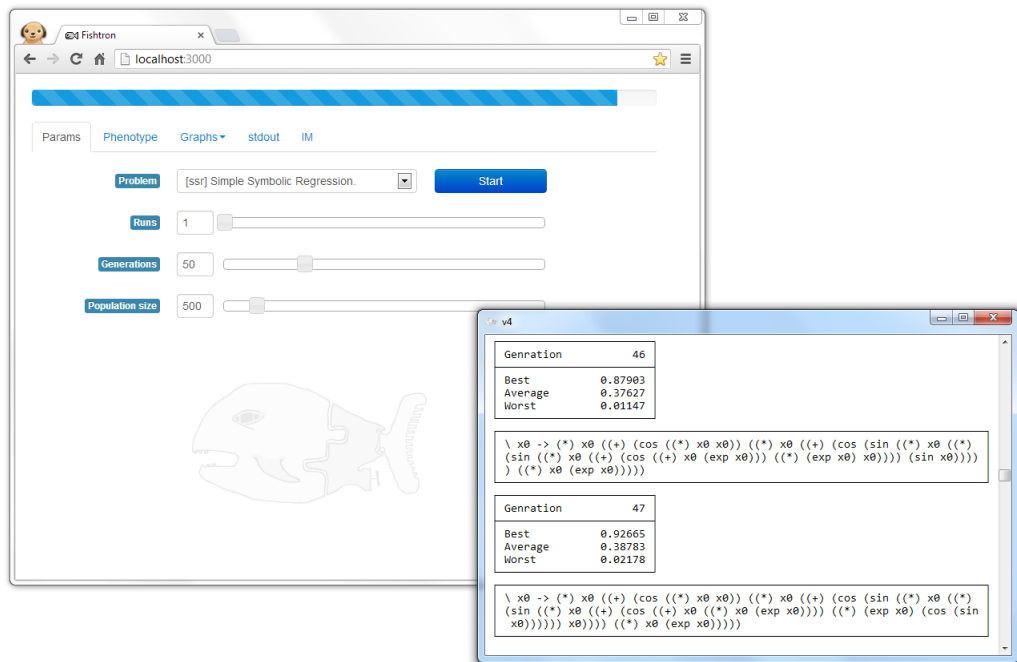 Fishtron
localhost:3000
Params Phenotype Graphs stdout IM
Problem [ssr] Simple Symbolic Regression. Start
Runs 1
Generations 50
Population size 500
v4
Genration 46
Best 0.87903
Average 0.37627
Worst 0.01147
\ x0 -> (*) x0 ((+) (cos ((*) x0 x0)) ((*) x0 ((+) (cos (sin ((*) x0 ((*)
(sin ((*) x0 ((+) (cos ((+) x0 (exp x0))) ((*) (exp x0) x0)))) (sin x0))))
) ((*) x0 (exp x0)))))
Genration 47
Best 0.92665
Average 0.38783
Worst 0.02178
\ x0 -> (*) x0 ((+) (cos ((*) x0 x0)) ((*) x0 ((+) (cos (sin ((*) x0 ((*)
(sin ((*) x0 ((+) (cos ((+) x0 ((*) x0 (exp x0)))) ((*) (exp x0) (cos (sin
x0)))))) x0)))) ((*) x0 (exp x0)))))